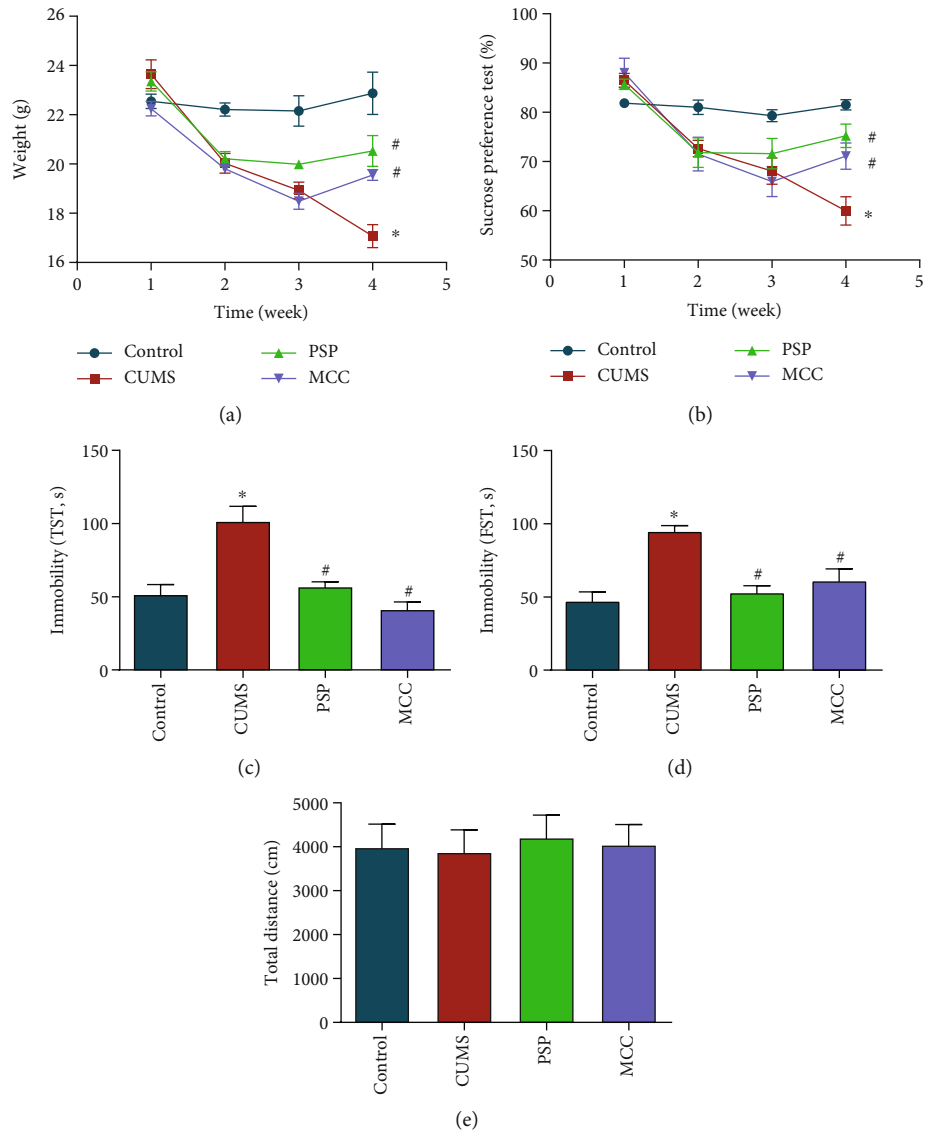 Weight (g)
26
24
22
20
18
16
#
#
*
0 1 2 3 4 5
Time (week)
Control PSP
CUMS MCC
(a)
Sucrose preference test (%)
100
90
80
70
60
50
#
#
*
0 1 2 3 4 5
Time (week)
Control PSP
CUMS MCC
(b)
Immobility (TST, s)
150
100
50
0
*
#
#
Control CUMS PSP MCC
(c)
Immobility (FST, s)
150
100
50
0
*
#
#
Control CUMS PSP MCC
(d)
Total distance (cm)
5000
4000
3000
2000
1000
0
Control CUMS PSP MCC
(e)